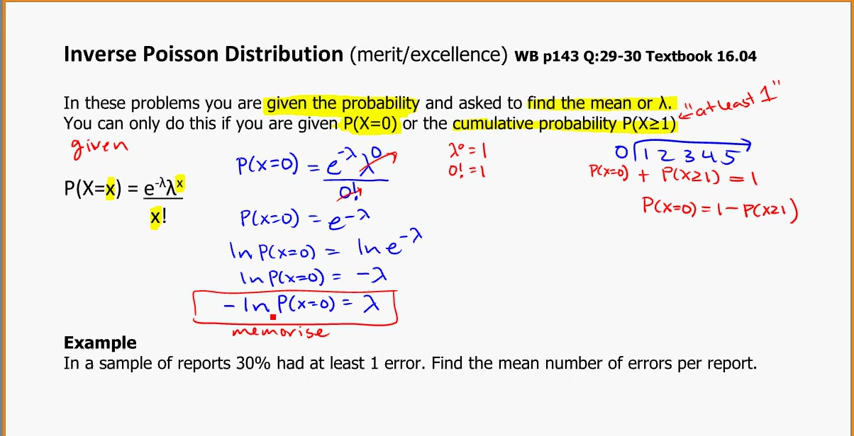 Inverse Poisson Distribution (merit/excellence) WB p143 Q:29-30 Textbook 16.04
In these problems you are given the probability and asked to find the mean or λ.
You can only do this if you are given P(X=0) or the cumulative probability P(X≥1)
"at least 1"
given
P(X=x) = e^-λ λ^x
x!
P(x=0) = e^-λ λ^0
0!
λ^0 = 1
0! = 1
P(x=0) = e^-λ
ln P(x=0) = ln e^-λ
ln P(x=0) = -λ
- ln P(x=0) = λ
memorise
0 1 2 3 4 5
P(x=0) + P(x≥1) = 1
P(x=0) = 1 - P(x≥1)
Example
In a sample of reports 30% had at least 1 error. Find the mean number of errors per report.